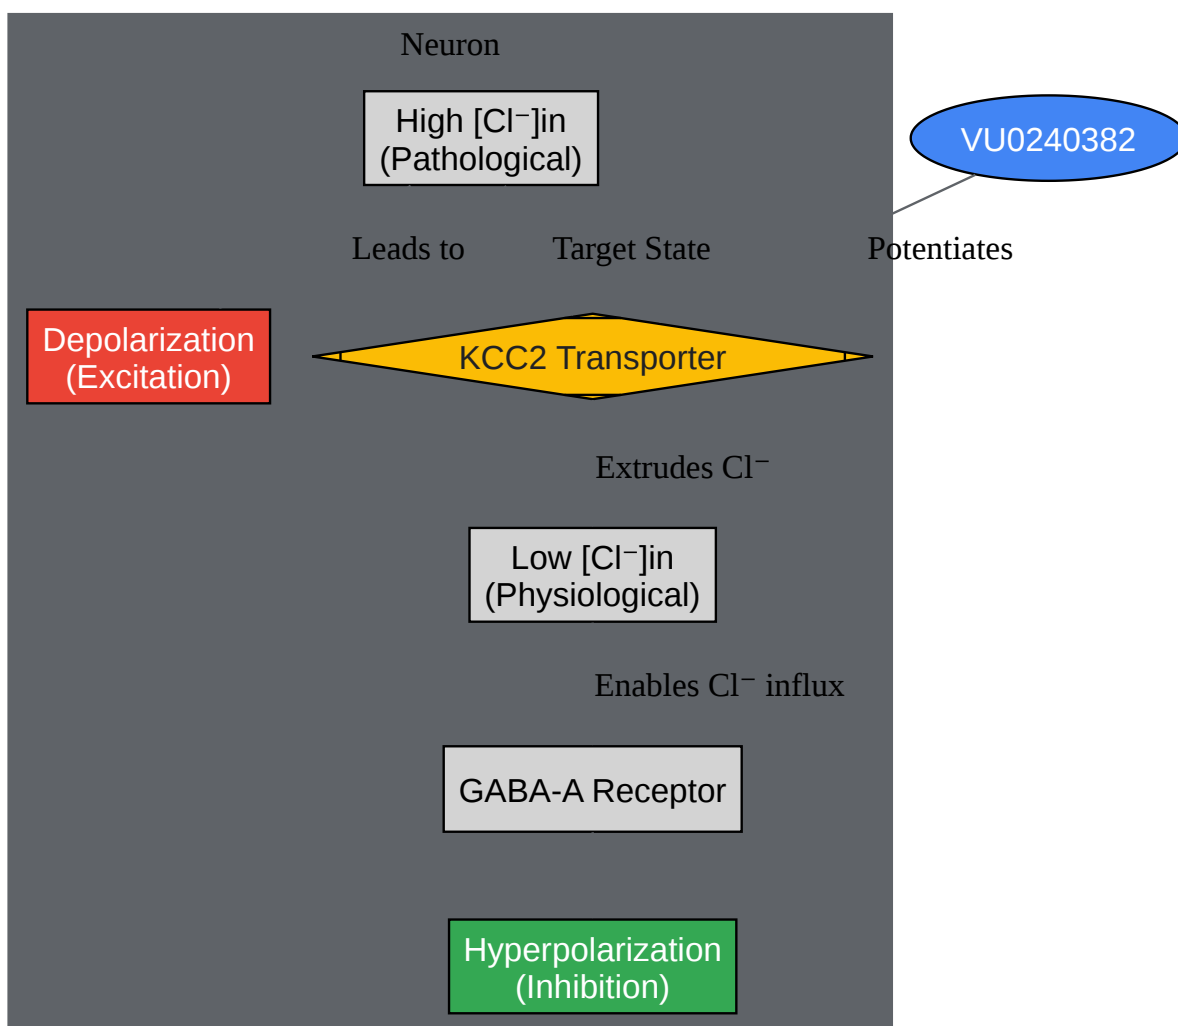 Neuron
High [Cl⁻]in
(Pathological)
VU0240382
Leads to
Target State
Potentiates
Depolarization
(Excitation)
KCC2 Transporter
Extrudes Cl⁻
Low [Cl⁻]in
(Physiological)
Enables Cl⁻ influx
GABA-A Receptor
Hyperpolarization
(Inhibition)